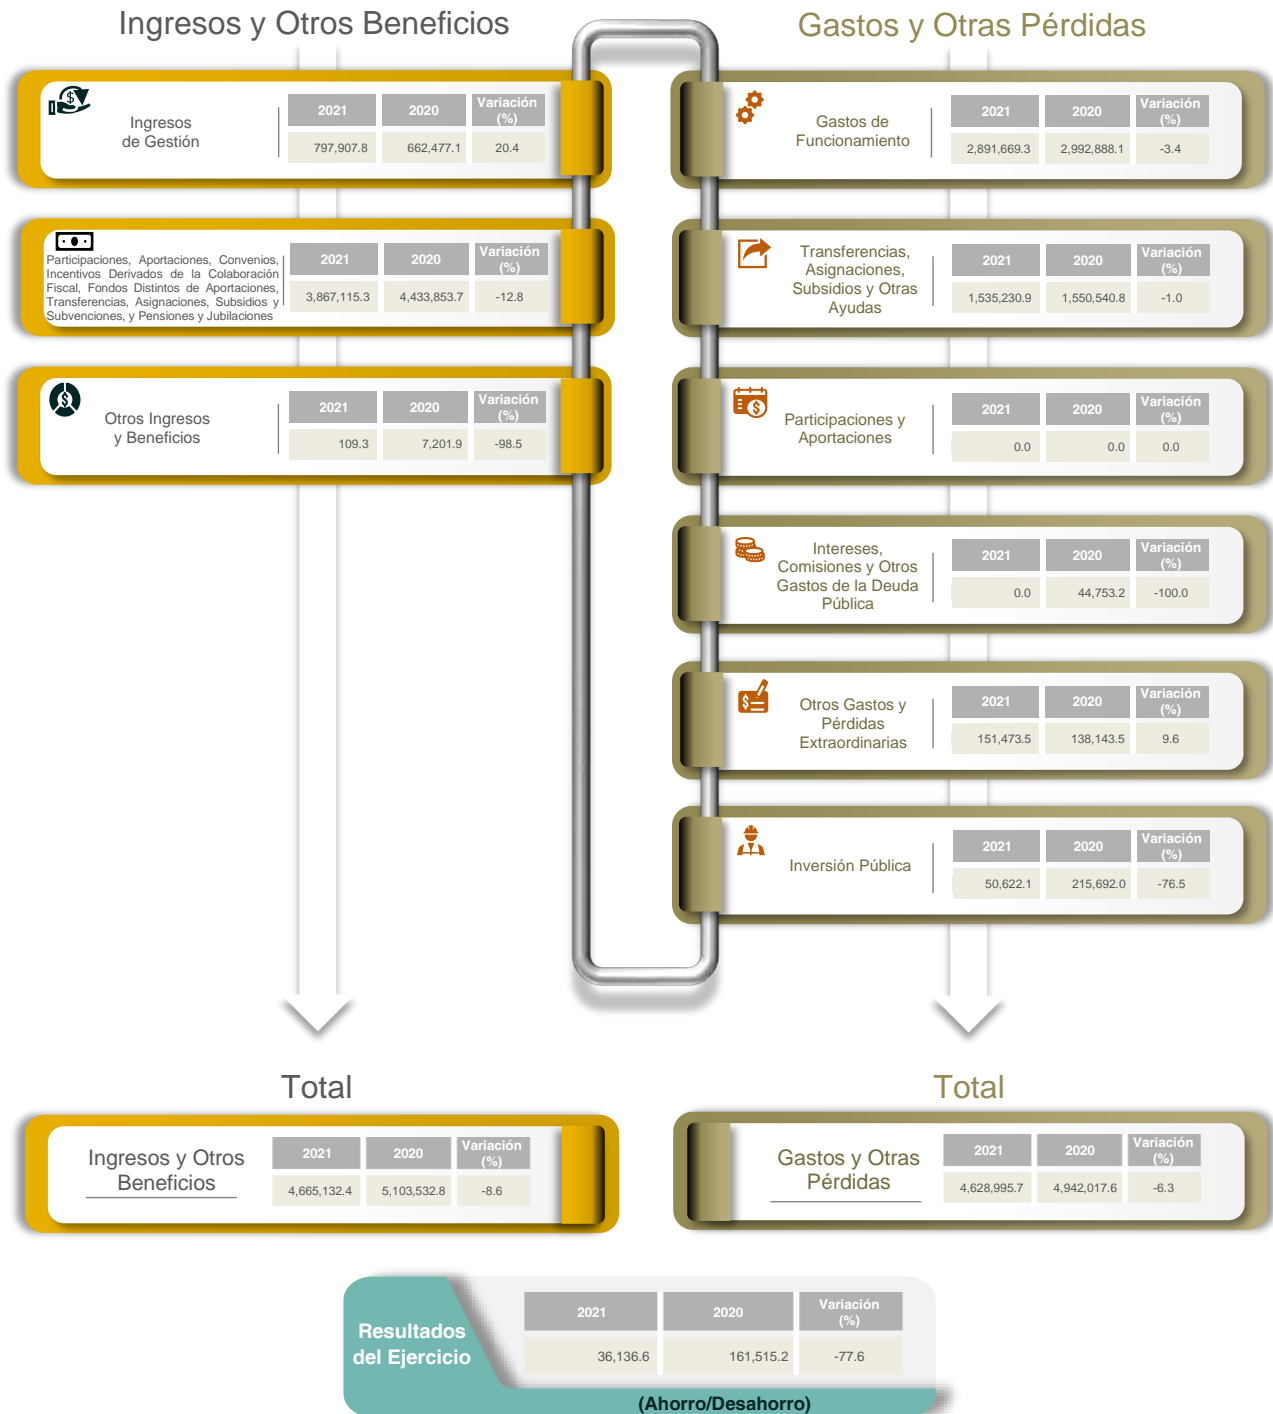 Ingresos y Otros Beneficios
Ingresos
de Gestión
2021 2020 Variación (%)
797,907.8 662,477.1 20.4
Participaciones, Aportaciones, Convenios,
Incentivos Derivados de la Colaboración
Fiscal, Fondos Distintos de Aportaciones,
Transferencias, Asignaciones, Subsidios y
Subvenciones, y Pensiones y Jubilaciones
2021 2020 Variación (%)
3,867,115.3 4,433,853.7 -12.8
Otros Ingresos
y Beneficios
2021 2020 Variación (%)
109.3 7,201.9 -98.5
Gastos y Otras Pérdidas
Gastos de
Funcionamiento
2021 2020 Variación (%)
2,891,669.3 2,992,888.1 -3.4
Transferencias,
Asignaciones,
Subsidios y Otras
Ayudas
2021 2020 Variación (%)
1,535,230.9 1,550,540.8 -1.0
Participaciones y
Aportaciones
2021 2020 Variación (%)
0.0 0.0 0.0
Intereses,
Comisiones y Otros
Gastos de la Deuda
Pública
2021 2020 Variación (%)
0.0 44,753.2 -100.0
Otros Gastos y
Pérdidas
Extraordinarias
2021 2020 Variación (%)
151,473.5 138,143.5 9.6
Inversión Pública
2021 2020 Variación (%)
50,622.1 215,692.0 -76.5
Total
Ingresos y Otros
Beneficios
2021 2020 Variación (%)
4,665,132.4 5,103,532.8 -8.6
Total
Gastos y Otras
Pérdidas
2021 2020 Variación (%)
4,628,995.7 4,942,017.6 -6.3
Resultados
del Ejercicio
2021 2020 Variación (%)
36,136.6 161,515.2 -77.6
(Ahorro/Desahorro)